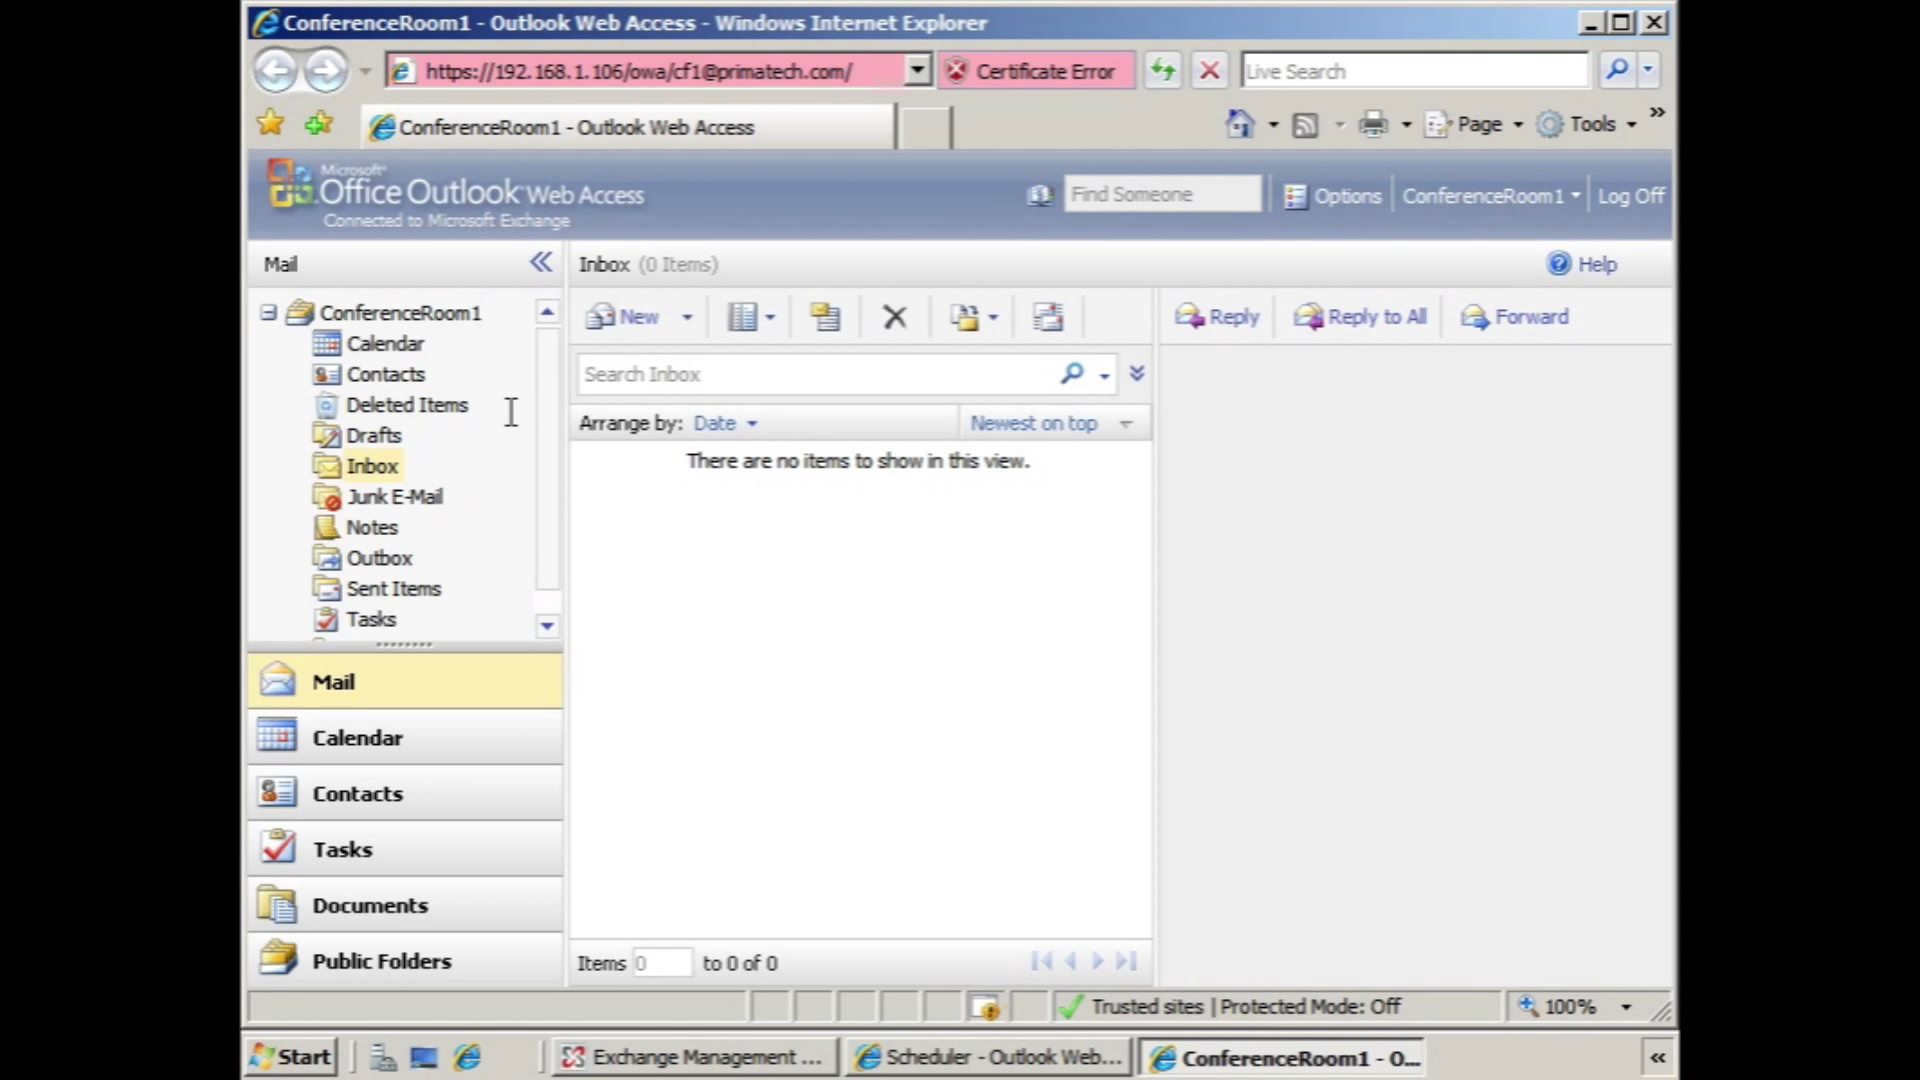 ConferenceRoom1 - Outlook Web Access - Windows Internet Explorer
https://192.168.1.106/owa/cf1@primatech.com/
Certificate Error
Live Search
ConferenceRoom1 - Outlook Web Access
Page
Tools
Microsoft
Office Outlook Web Access
Connected to Microsoft Exchange
Find Someone
Options
ConferenceRoom1
Log Off
Mail
Inbox (0 Items)
Help
ConferenceRoom1
Calendar
Contacts
Deleted Items
Drafts
Inbox
Junk E-Mail
Notes
Outbox
Sent Items
Tasks
New
Reply
Reply to All
Forward
Search Inbox
Arrange by: Date
Newest on top
There are no items to show in this view.
Mail
Calendar
Contacts
Tasks
Documents
Public Folders
Items 0 to 0 of 0
Trusted sites | Protected Mode: Off
100%
Start
Exchange Management ...
Scheduler - Outlook Web...
ConferenceRoom1 - O...